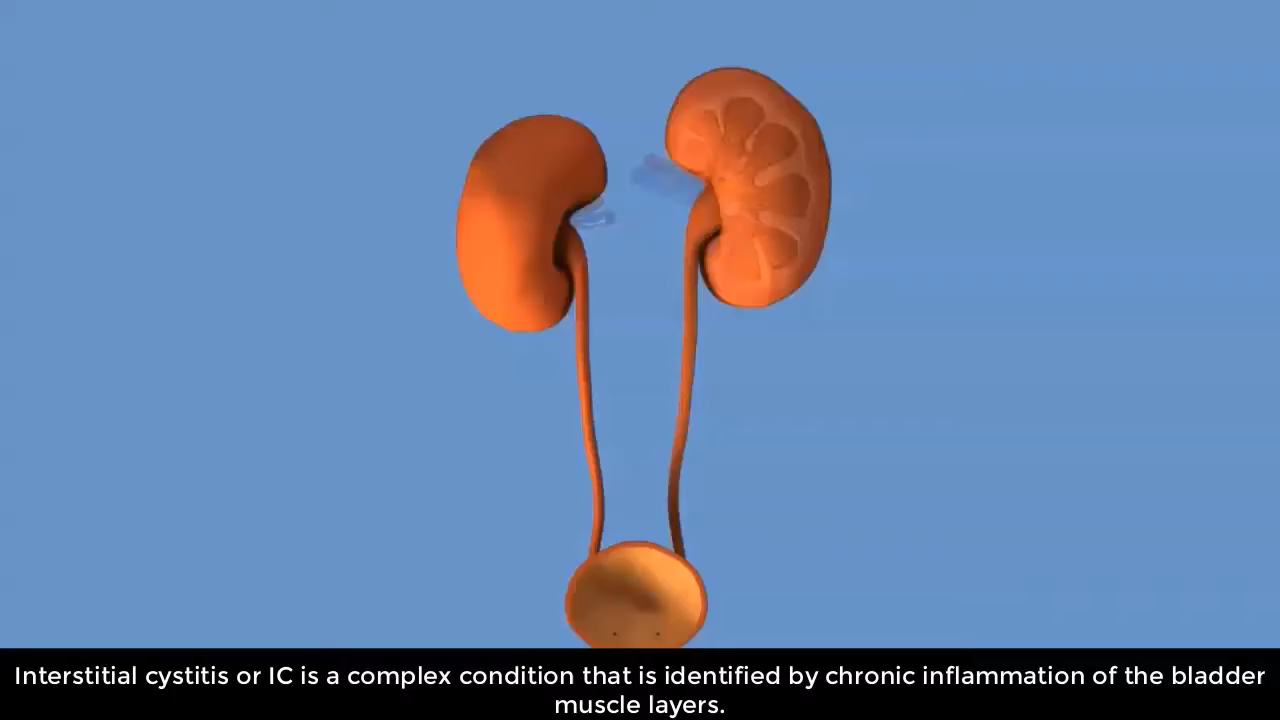 Interstitial cystitis or IC is a complex condition that is identified by chronic inflammation of the bladder
muscle layers.